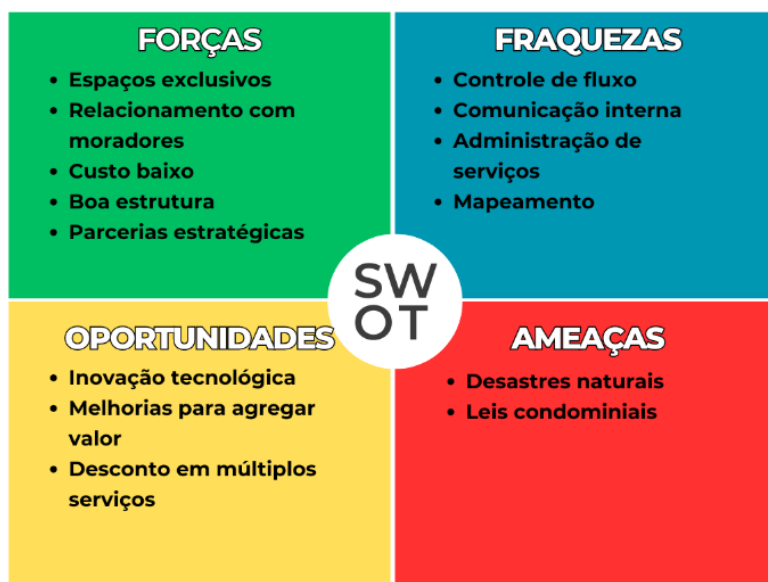 FORÇAS
• Espaços exclusivos
• Relacionamento com
moradores
• Custo baixo
• Boa estrutura
• Parcerias estratégicas
FRAQUEZAS
• Controle de fluxo
• Comunicação interna
• Administração de
serviços
• Mapeamento
SW
OT
OPORTUNIDADES
• Inovação tecnológica
• Melhorias para agregar
valor
• Desconto em múltiplos
serviços
AMEAÇAS
• Desastres naturais
• Leis condominiais